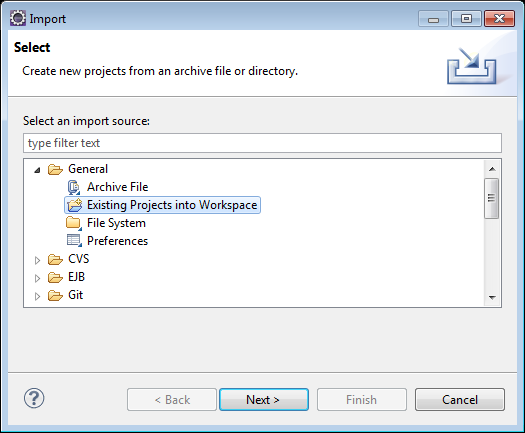 Import
Select
Create new projects from an archive file or directory.
Select an import source:
type filter text
General
Archive File
Existing Projects into Workspace
File System
Preferences
CVS
EJB
Git
?
< Back
Next >
Finish
Cancel